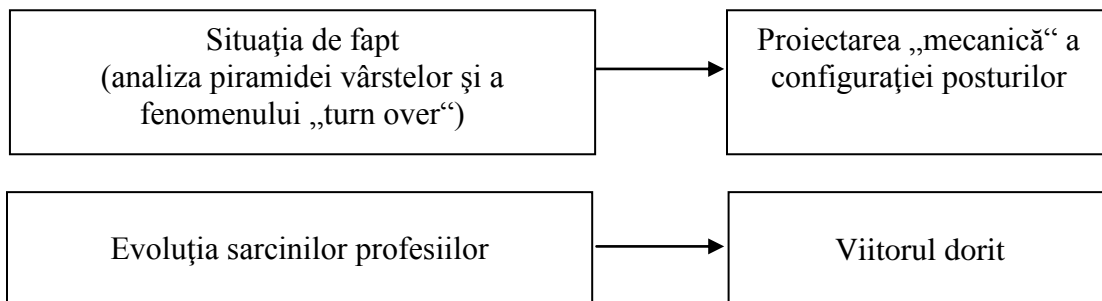 Situaţia de fapt
(analiza piramidei vârstelor şi a
fenomenului „turn over“)
Proiectarea „mecanică“ a
configuraţiei posturilor
Evoluţia sarcinilor profesiilor
Viitorul dorit